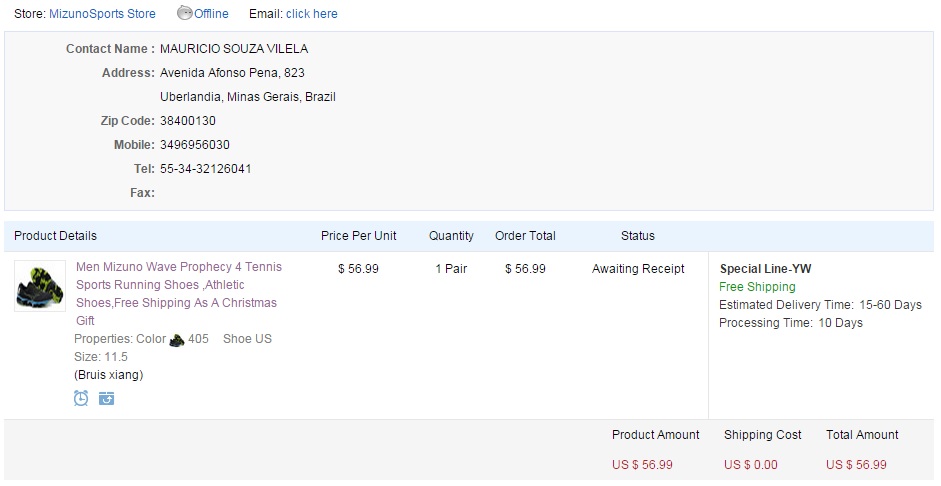 Store: MizunoSports Store Offline Email: click here
Contact Name : MAURICIO SOUZA VILELA
Address: Avenida Afonso Pena, 823
Uberlandia, Minas Gerais, Brazil
Zip Code: 38400130
Mobile: 3496956030
Tel: 55-34-32126041
Fax:
Product Details Price Per Unit Quantity Order Total Status
Men Mizuno Wave Prophecy 4 Tennis
Sports Running Shoes ,Athletic
Shoes,Free Shipping As A Christmas
Gift
Properties: Color 405 Shoe US
Size: 11.5
(Bruis xiang)
$ 56.99 1 Pair $ 56.99 Awaiting Receipt
Special Line-YW
Free Shipping
Estimated Delivery Time: 15-60 Days
Processing Time: 10 Days
Product Amount Shipping Cost Total Amount
US $ 56.99 US $ 0.00 US $ 56.99